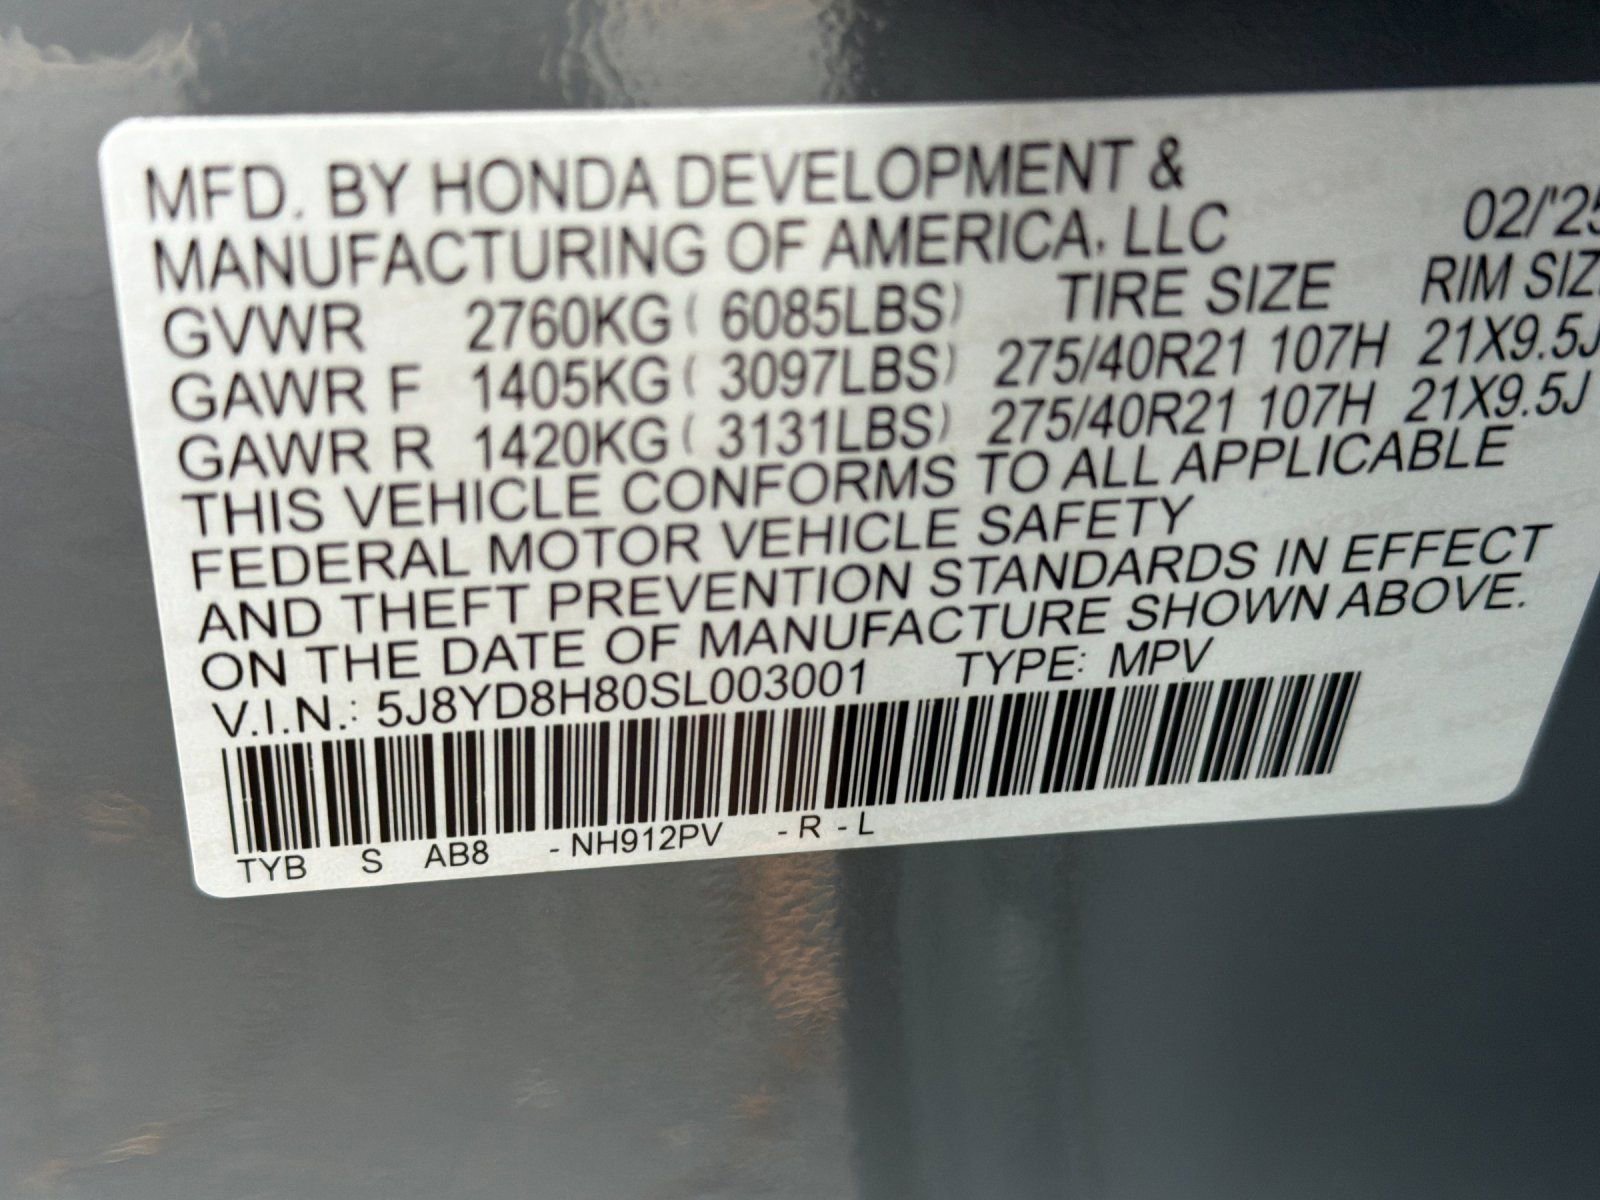 MFD. BY HONDA DEVELOPMENT &
MANUFACTURING OF AMERICA, LLC 02/'25
GVWR 2760KG ( 6085LBS) TIRE SIZE RIM SIZ
GAWR F 1405KG ( 3097LBS) 275/40R21 107H 21X9.5J
GAWR R 1420KG ( 3131LBS) 275/40R21 107H 21X9.5J
THIS VEHICLE CONFORMS TO ALL APPLICABLE
FEDERAL MOTOR VEHICLE SAFETY
AND THEFT PREVENTION STANDARDS IN EFFECT
ON THE DATE OF MANUFACTURE SHOWN ABOVE.
V.I.N.: 5J8YD8H80SL003001 TYPE: MPV
TYB S AB8 - NH912PV - R - L